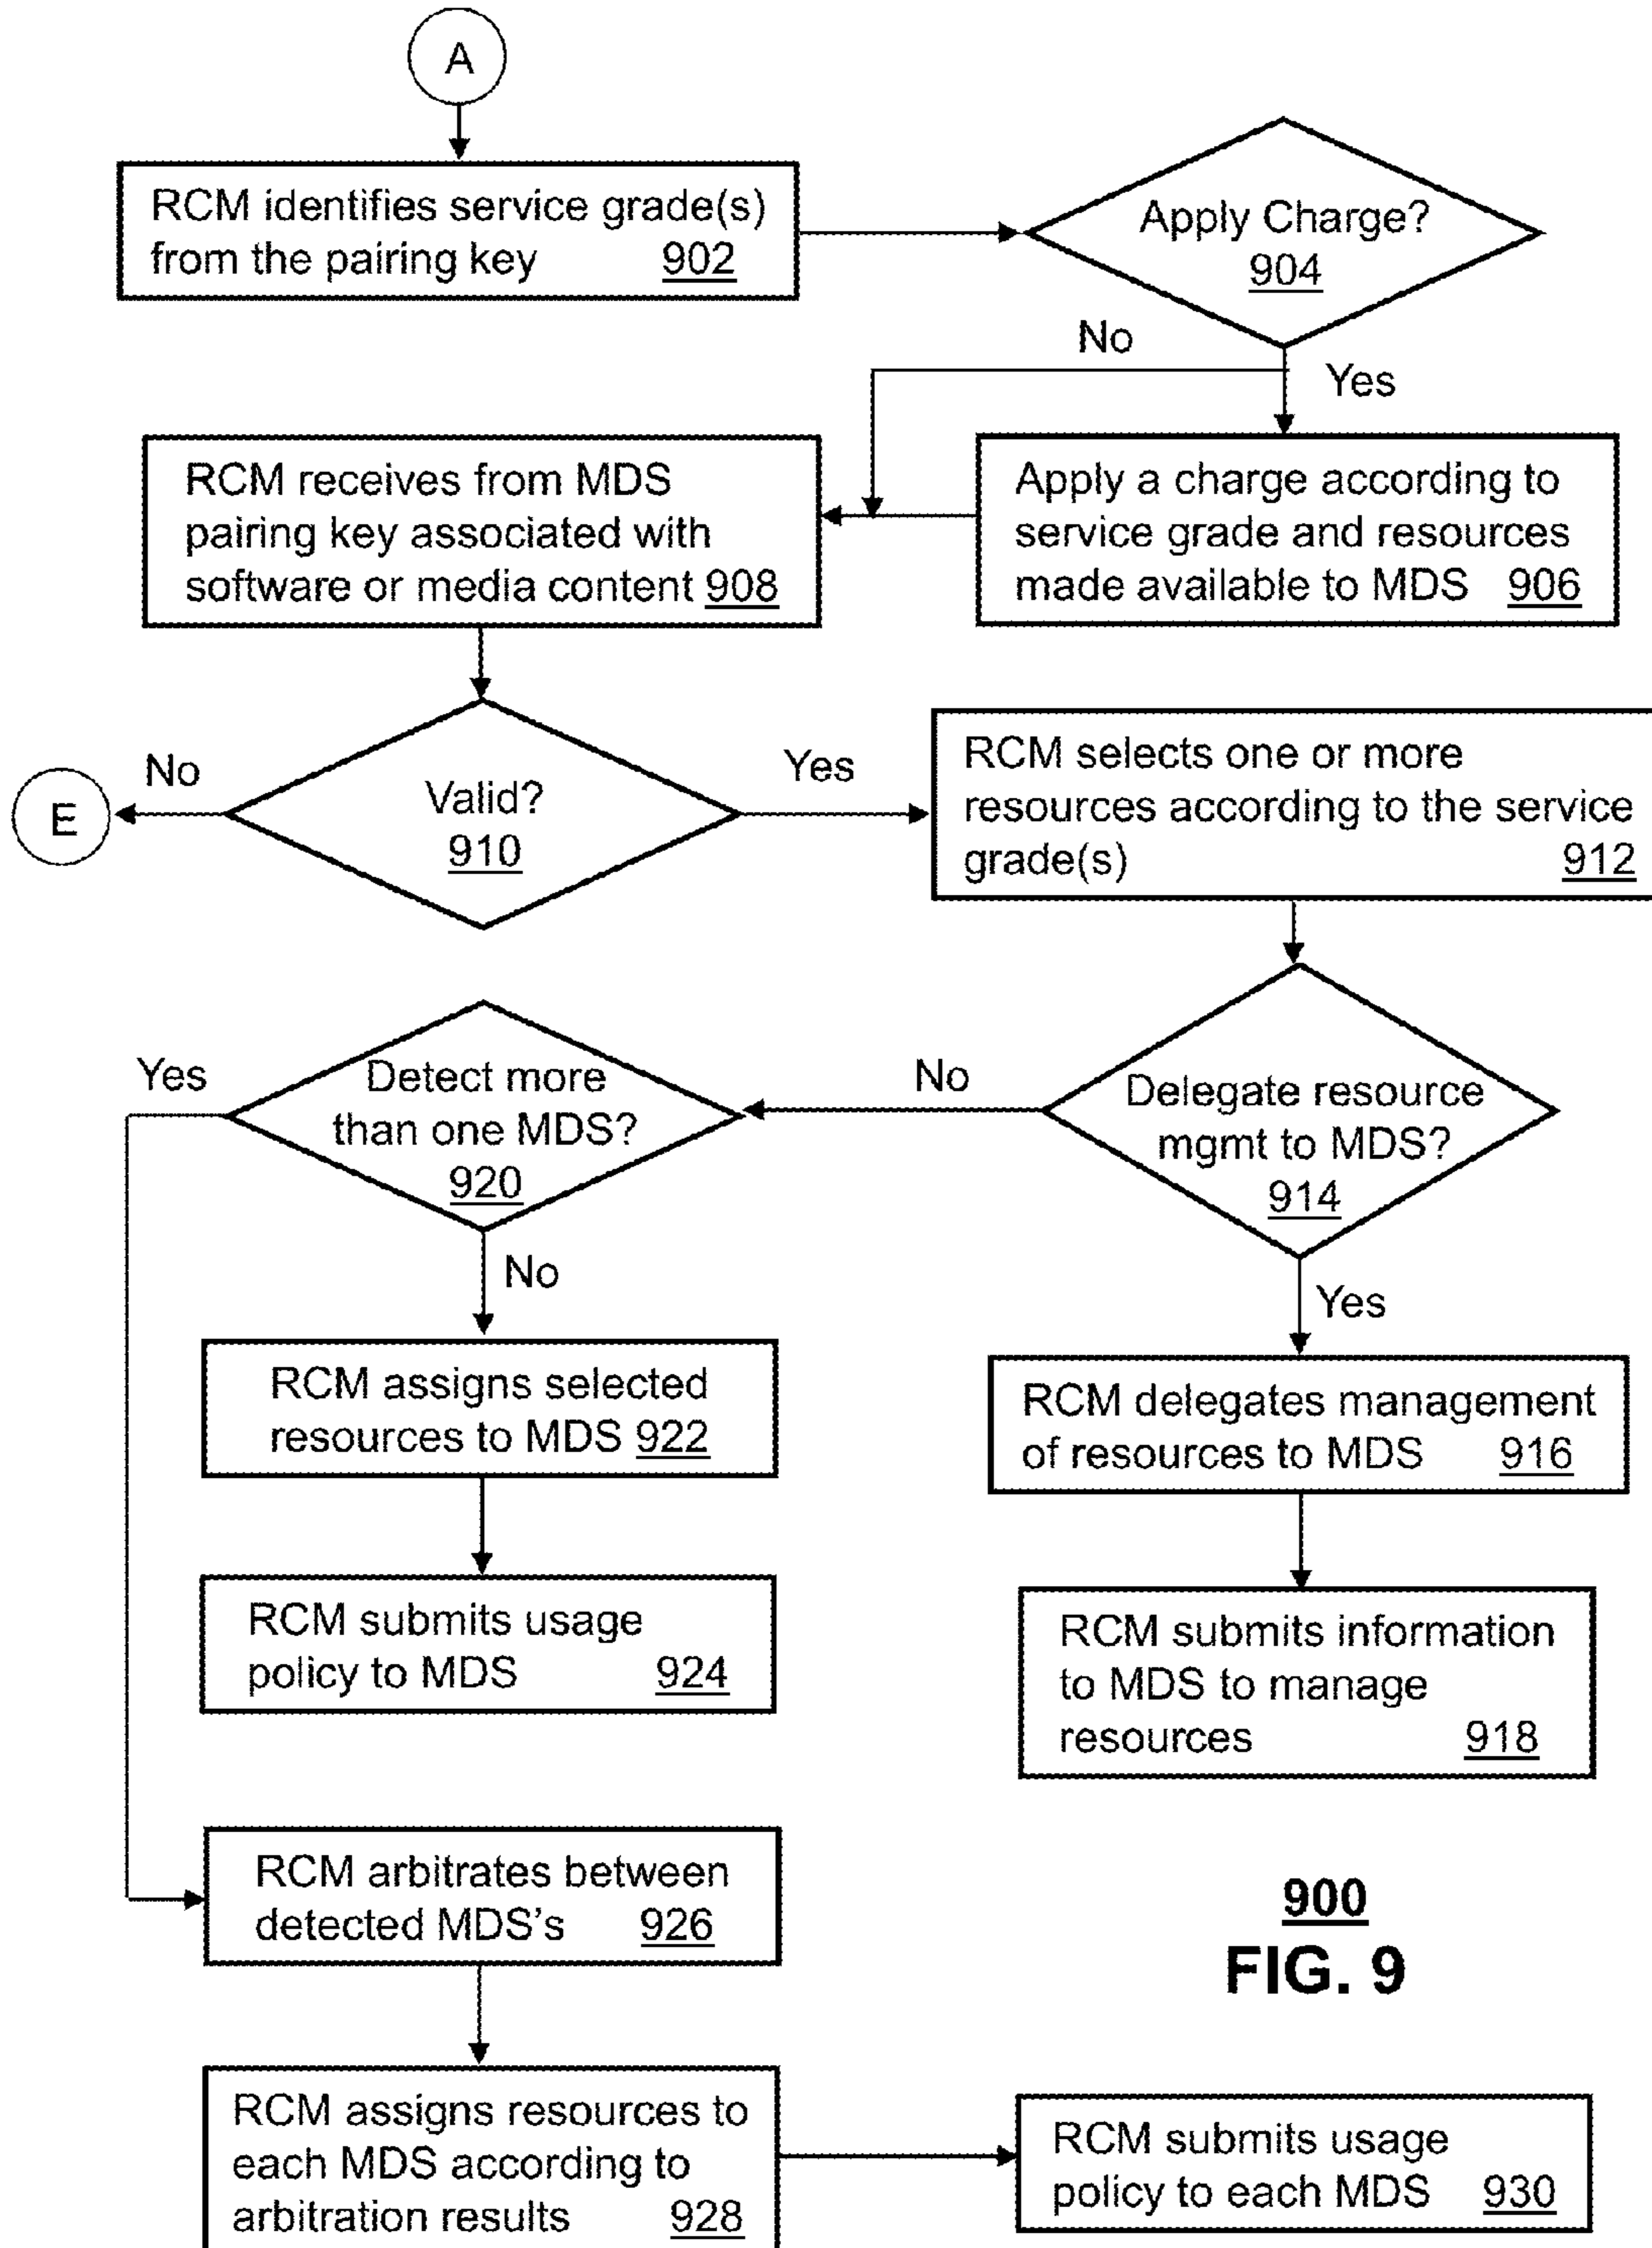 A
RCM identifies service grade(s)
from the pairing key 902
Apply Charge?
904
No
Yes
RCM receives from MDS
pairing key associated with
software or media content 908
Apply a charge according to
service grade and resources
made available to MDS 906
No
E
Valid?
910
Yes
RCM selects one or more
resources according to the service
grade(s) 912
Yes
Detect more
than one MDS?
920
No
Delegate resource
mgmt to MDS?
914
No
Yes
RCM assigns selected
resources to MDS 922
RCM delegates management
of resources to MDS 916
RCM submits usage
policy to MDS 924
RCM submits information
to MDS to manage
resources 918
RCM arbitrates between
detected MDS's 926
900
FIG. 9
RCM assigns resources to
each MDS according to
arbitration results 928
RCM submits usage
policy to each MDS 930